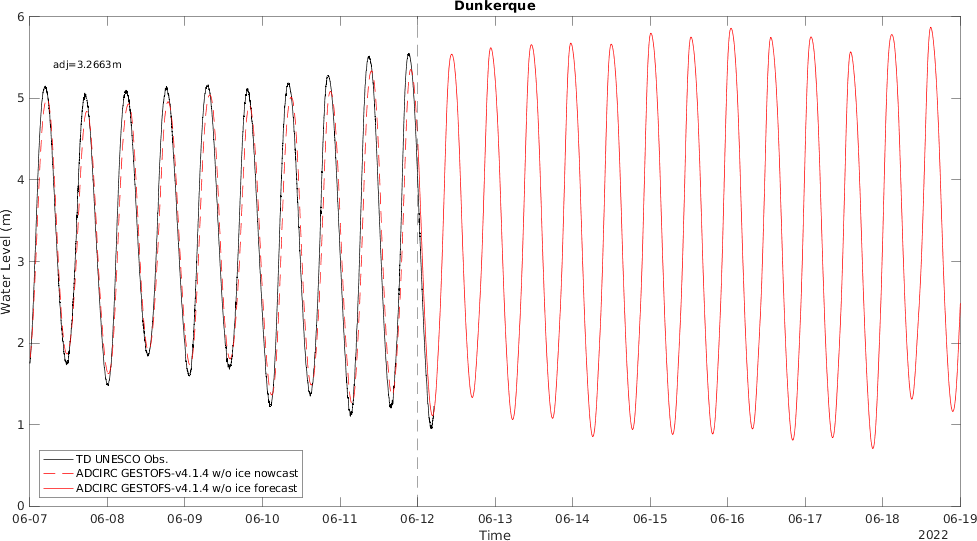 Dunkerque
6
5
4
3
2
1
0
Water Level (m)
adj=3.2663m
TD UNESCO Obs.
ADCIRC GESTOFS-v4.1.4 w/o ice nowcast
ADCIRC GESTOFS-v4.1.4 w/o ice forecast
06-07 06-08 06-09 06-10 06-11 06-12 06-13 06-14 06-15 06-16 06-17 06-18 06-19
Time
2022